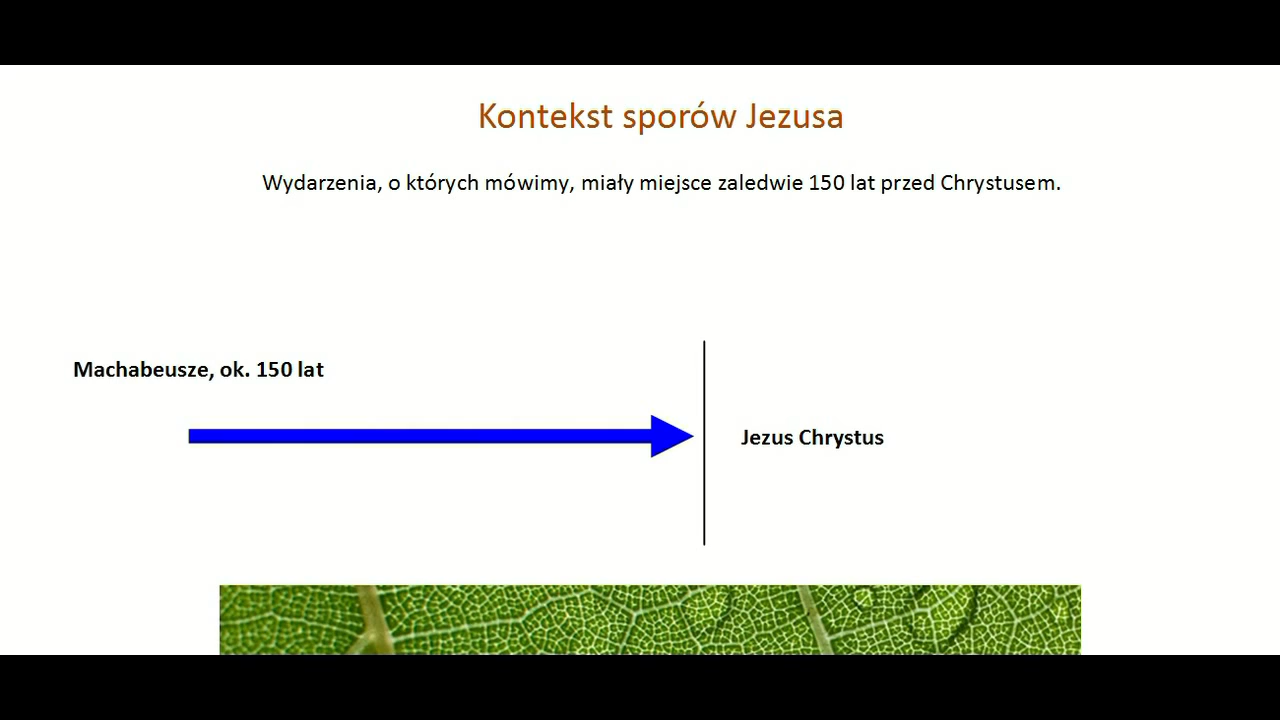 Kontekst sporów Jezusa
Wydarzenia, o których mówimy, miały miejsce zaledwie 150 lat przed Chrystusem.
Machabeusze, ok. 150 lat
Jezus Chrystus